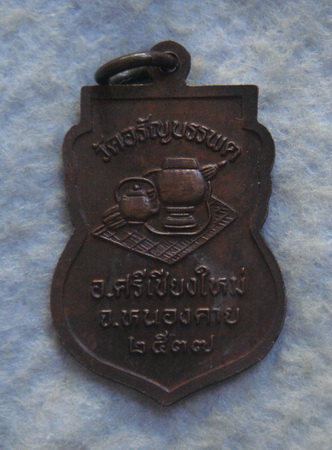 วัดอรัญบรรพต
อ.ศรีเชียงใหม่
จ.หนองคาย
๒๕๓๗